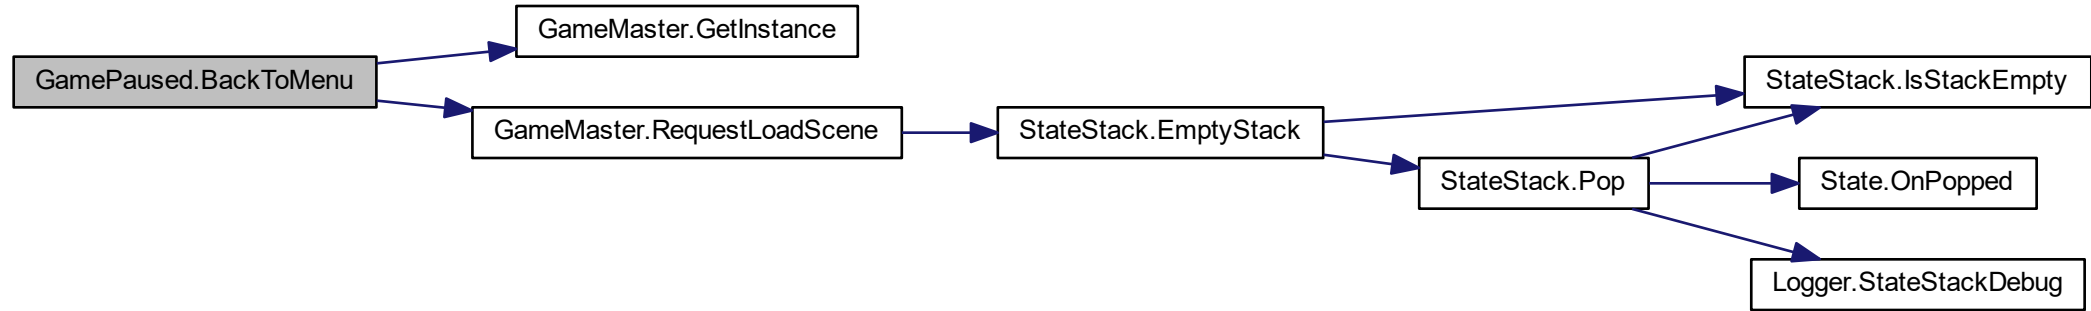 GameMaster.GetInstance
GamePaused.BackToMenu
StateStack.IsStackEmpty
GameMaster.RequestLoadScene
StateStack.EmptyStack
StateStack.Pop
State.OnPopped
Logger.StateStackDebug